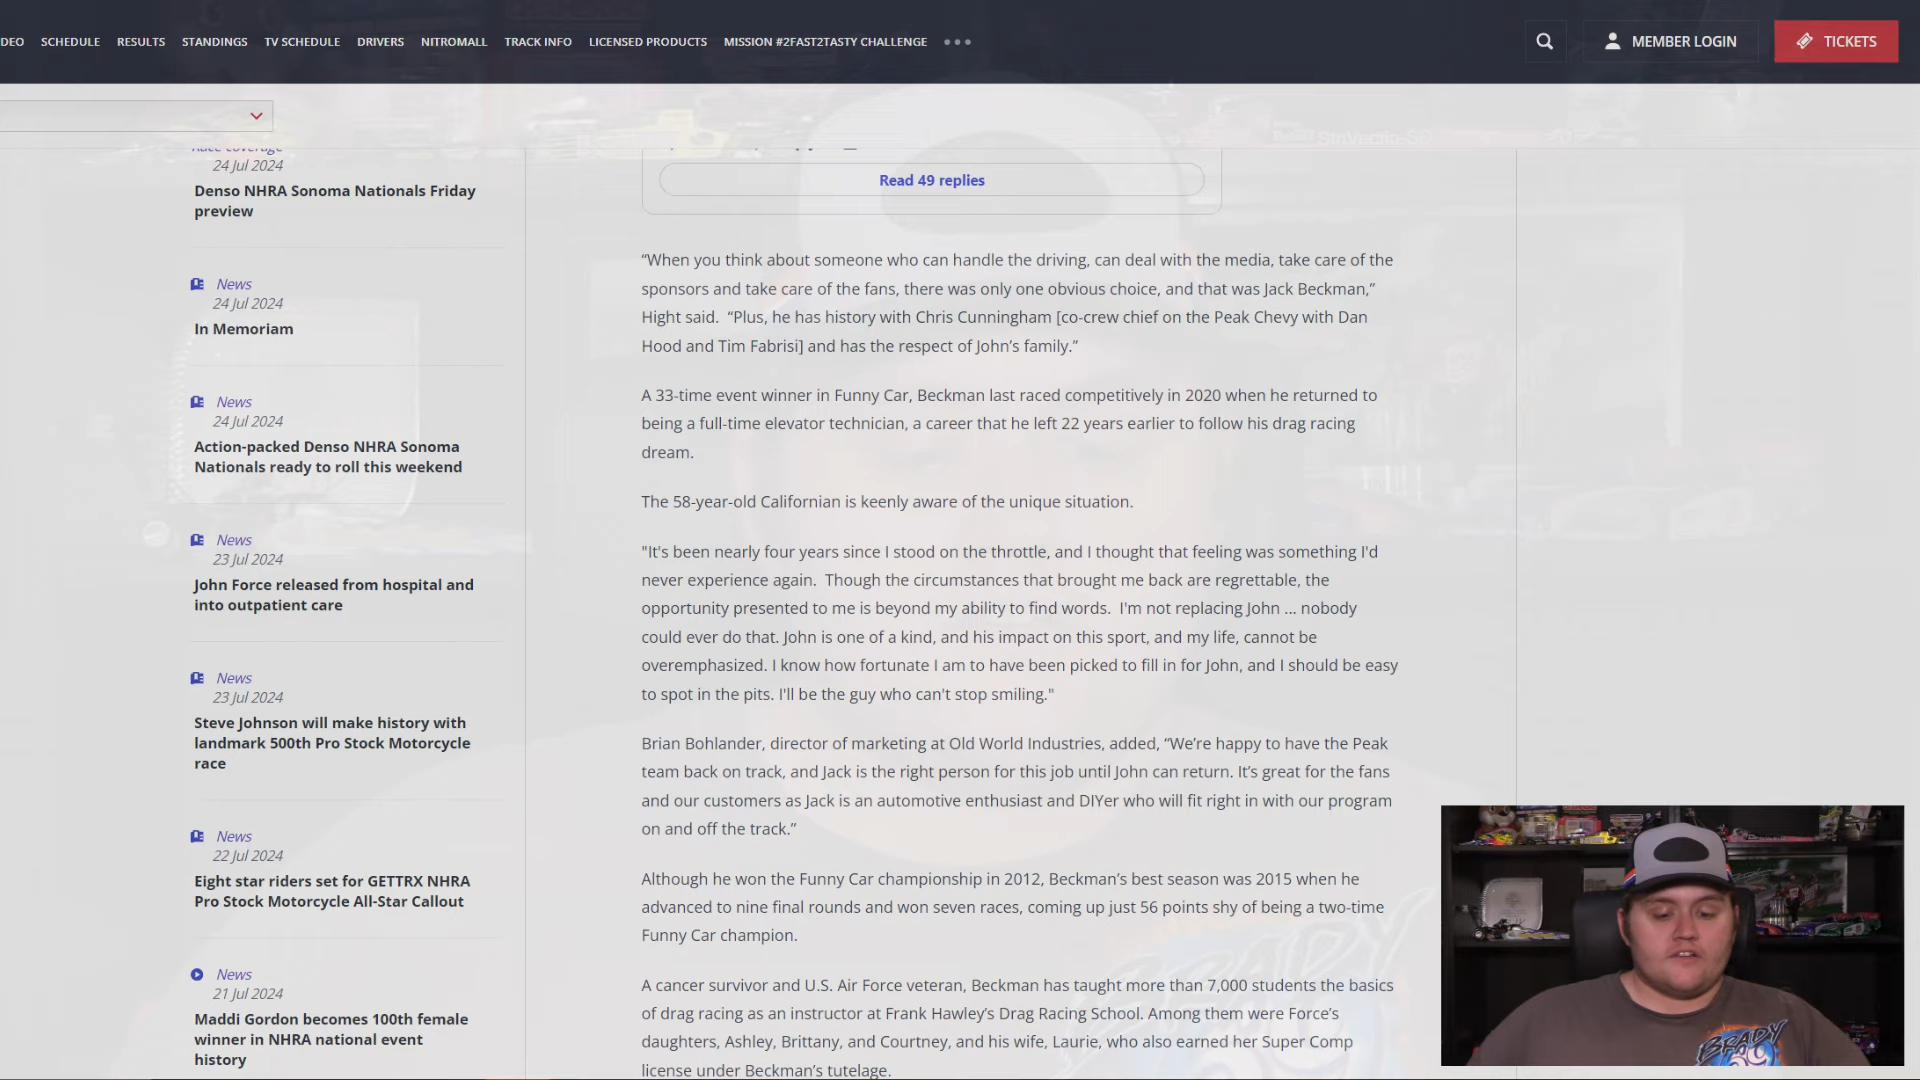 DEO SCHEDULE RESULTS STANDINGS TV SCHEDULE DRIVERS NITROMALL TRACK INFO LICENSED PRODUCTS MISSION #2FAST2TASTY CHALLENGE
MEMBER LOGIN
TICKETS
Race coverage
24 Jul 2024
Denso NHRA Sonoma Nationals Friday
preview
News
24 Jul 2024
In Memoriam
News
24 Jul 2024
Action-packed Denso NHRA Sonoma
Nationals ready to roll this weekend
News
23 Jul 2024
John Force released from hospital and
into outpatient care
News
23 Jul 2024
Steve Johnson will make history with
landmark 500th Pro Stock Motorcycle
race
News
22 Jul 2024
Eight star riders set for GETTRX NHRA
Pro Stock Motorcycle All-Star Callout
News
21 Jul 2024
Maddi Gordon becomes 100th female
winner in NHRA national event
history
Read 49 replies
“When you think about someone who can handle the driving, can deal with the media, take care of the
sponsors and take care of the fans, there was only one obvious choice, and that was Jack Beckman,”
Hight said. “Plus, he has history with Chris Cunningham [co-crew chief on the Peak Chevy with Dan
Hood and Tim Fabrisi] and has the respect of John’s family.”
A 33-time event winner in Funny Car, Beckman last raced competitively in 2020 when he returned to
being a full-time elevator technician, a career that he left 22 years earlier to follow his drag racing
dream.
The 58-year-old Californian is keenly aware of the unique situation.
"It's been nearly four years since I stood on the throttle, and I thought that feeling was something I'd
never experience again. Though the circumstances that brought me back are regrettable, the
opportunity presented to me is beyond my ability to find words. I'm not replacing John ... nobody
could ever do that. John is one of a kind, and his impact on this sport, and my life, cannot be
overemphasized. I know how fortunate I am to have been picked to fill in for John, and I should be easy
to spot in the pits. I'll be the guy who can't stop smiling."
Brian Bohlander, director of marketing at Old World Industries, added, “We’re happy to have the Peak
team back on track, and Jack is the right person for this job until John can return. It’s great for the fans
and our customers as Jack is an automotive enthusiast and DIYer who will fit right in with our program
on and off the track.”
Although he won the Funny Car championship in 2012, Beckman’s best season was 2015 when he
advanced to nine final rounds and won seven races, coming up just 56 points shy of being a two-time
Funny Car champion.
A cancer survivor and U.S. Air Force veteran, Beckman has taught more than 7,000 students the basics
of drag racing as an instructor at Frank Hawley’s Drag Racing School. Among them were Force’s
daughters, Ashley, Brittany, and Courtney, and his wife, Laurie, who also earned her Super Comp
license under Beckman’s tutelage.
BRADY